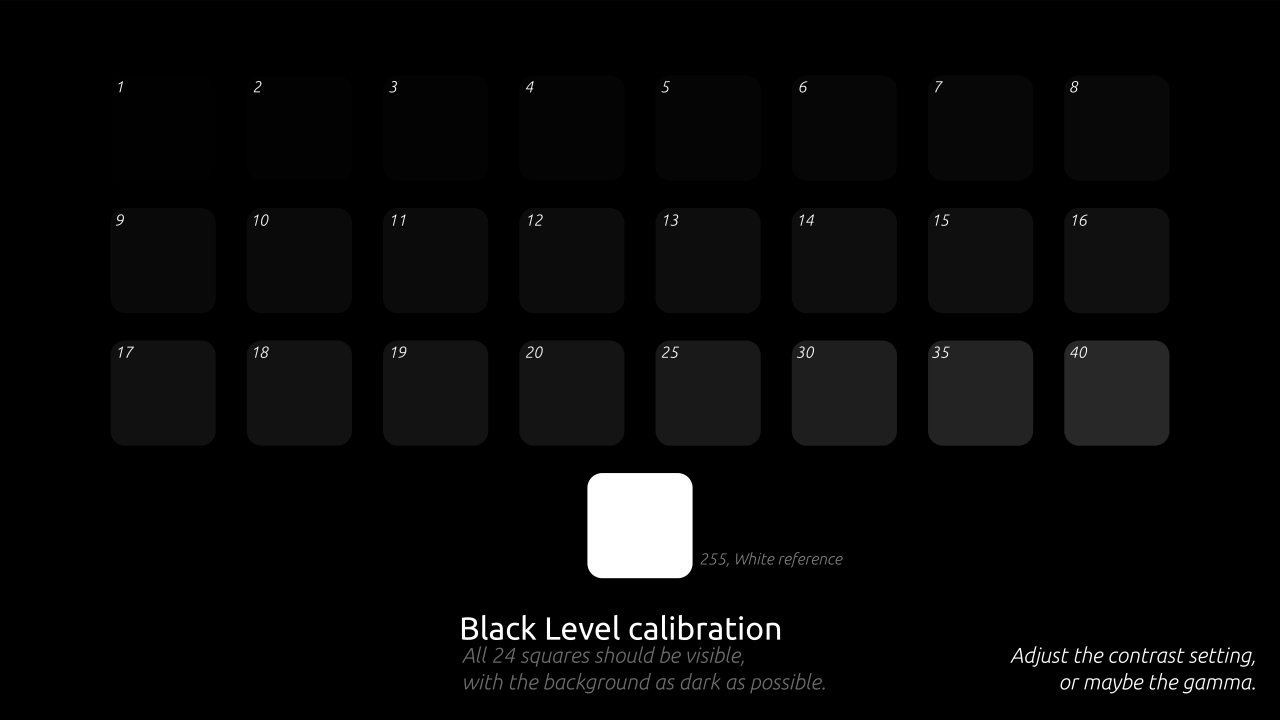 1 2 3 4 5 6 7 8
9 10 11 12 13 14 15 16
17 18 19 20 25 30 35 40
255, White reference
Black Level calibration
All 24 squares should be visible,
with the background as dark as possible.
Adjust the contrast setting,
or maybe the gamma.